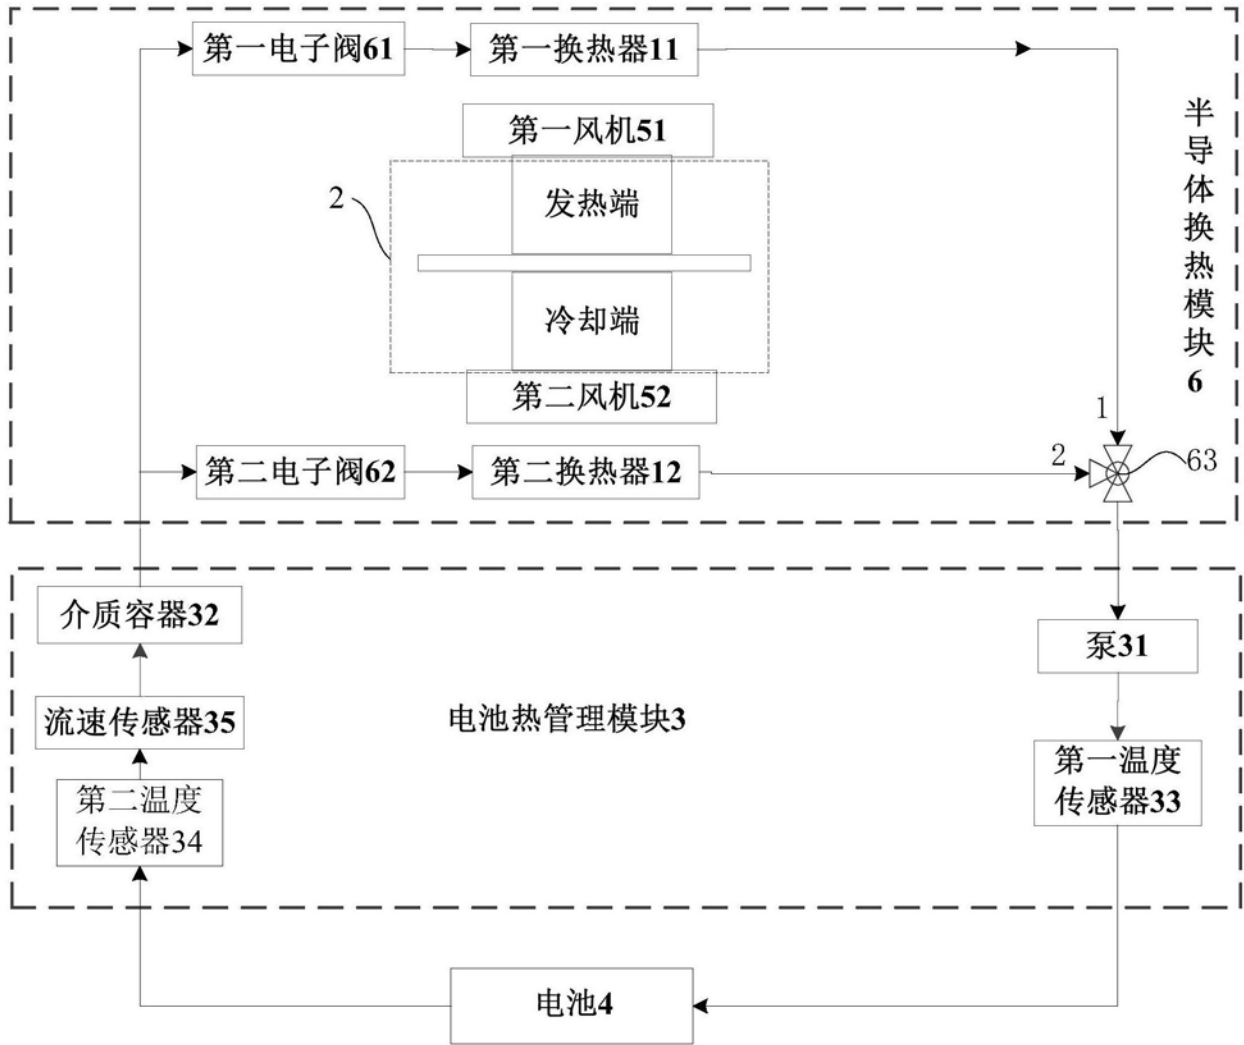 第一电子阀61
第一换热器11
第一风机51
发热端
2
冷却端
第二风机52
半导体换热模块6
1
第二电子阀62
第二换热器12
2
63
介质容器32
泵31
流速传感器35
电池热管理模块3
第一温度
传感器33
第二温度
传感器34
电池4